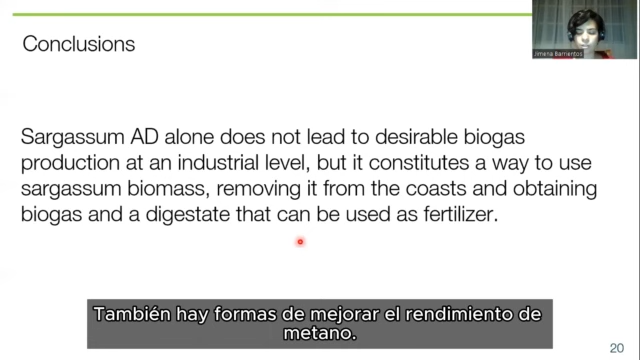 Conclusions
Jimena Barrientos
Sargassum AD alone does not lead to desirable biogas
production at an industrial level, but it constitutes a way to use
sargassum biomass, removing it from the coasts and obtaining
biogas and a digestate that can be used as fertilizer.
También hay formas de mejorar el rendimiento de
metano.
20